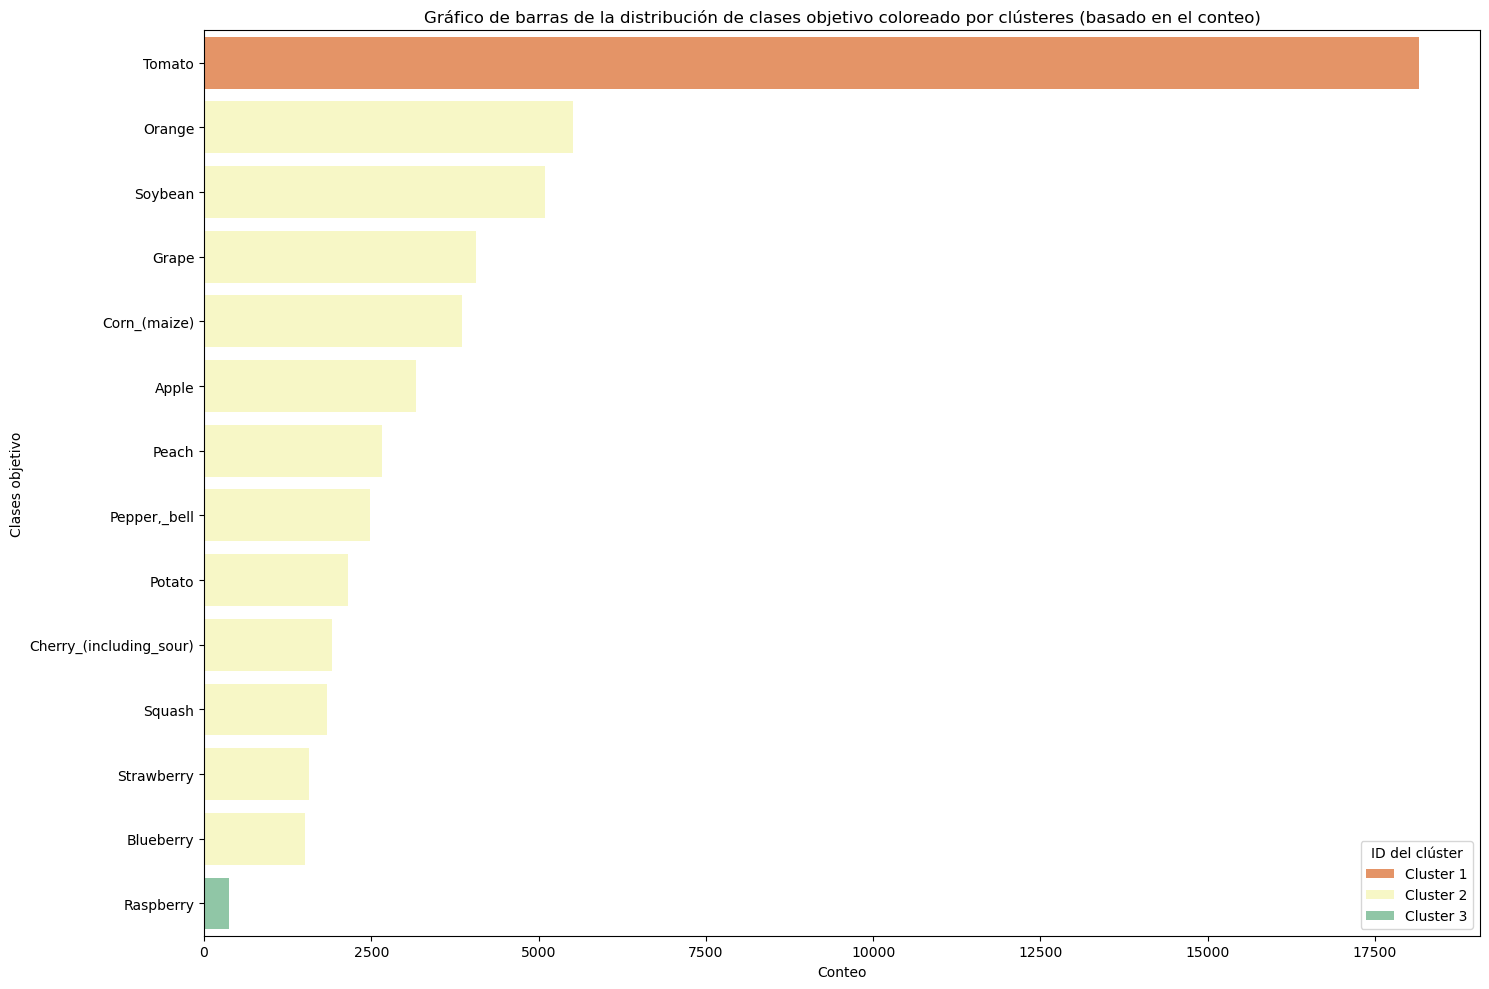 Gráfico de barras de la distribución de clases objetivo coloreado por clústeres (basado en el conteo)
Clases objetivo
Tomato
Orange
Soybean
Grape
Corn_(maize)
Apple
Peach
Pepper,_bell
Potato
Cherry_(including_sour)
Squash
Strawberry
Blueberry
Raspberry
ID del clúster
Cluster 1
Cluster 2
Cluster 3
0 2500 5000 7500 10000 12500 15000 17500
Conteo